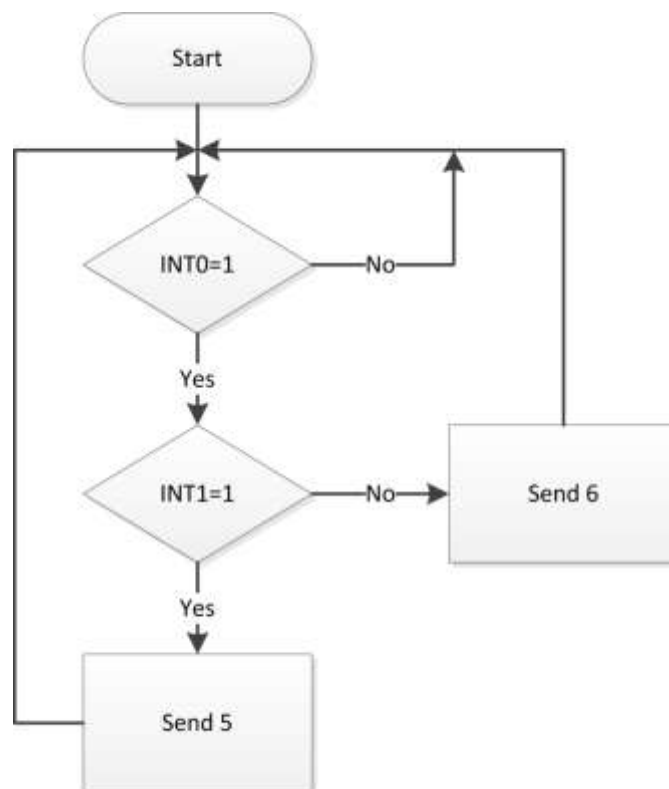 Start
INT0=1
No
Yes
INT1=1
No
Send 6
Yes
Send 5